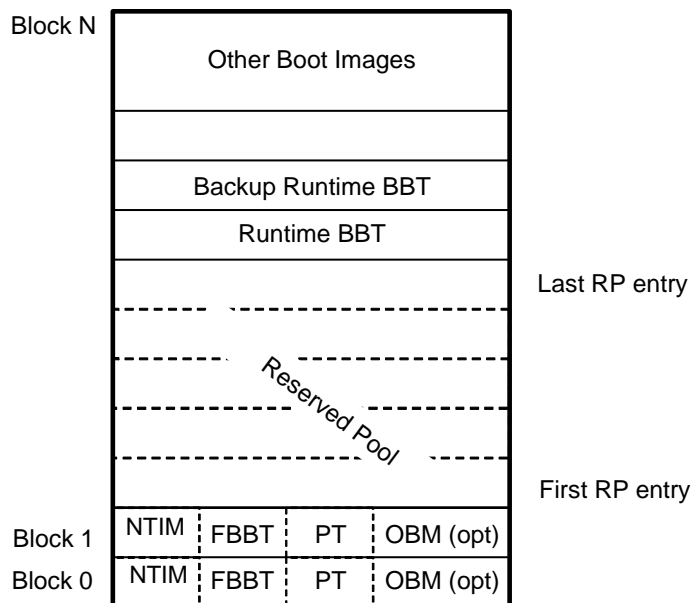 Block N
Other Boot Images
Backup Runtime BBT
Runtime BBT
Last RP entry
Reserved Pool
First RP entry
Block 1 NTIM FBBT PT OBM (opt)
Block 0 NTIM FBBT PT OBM (opt)